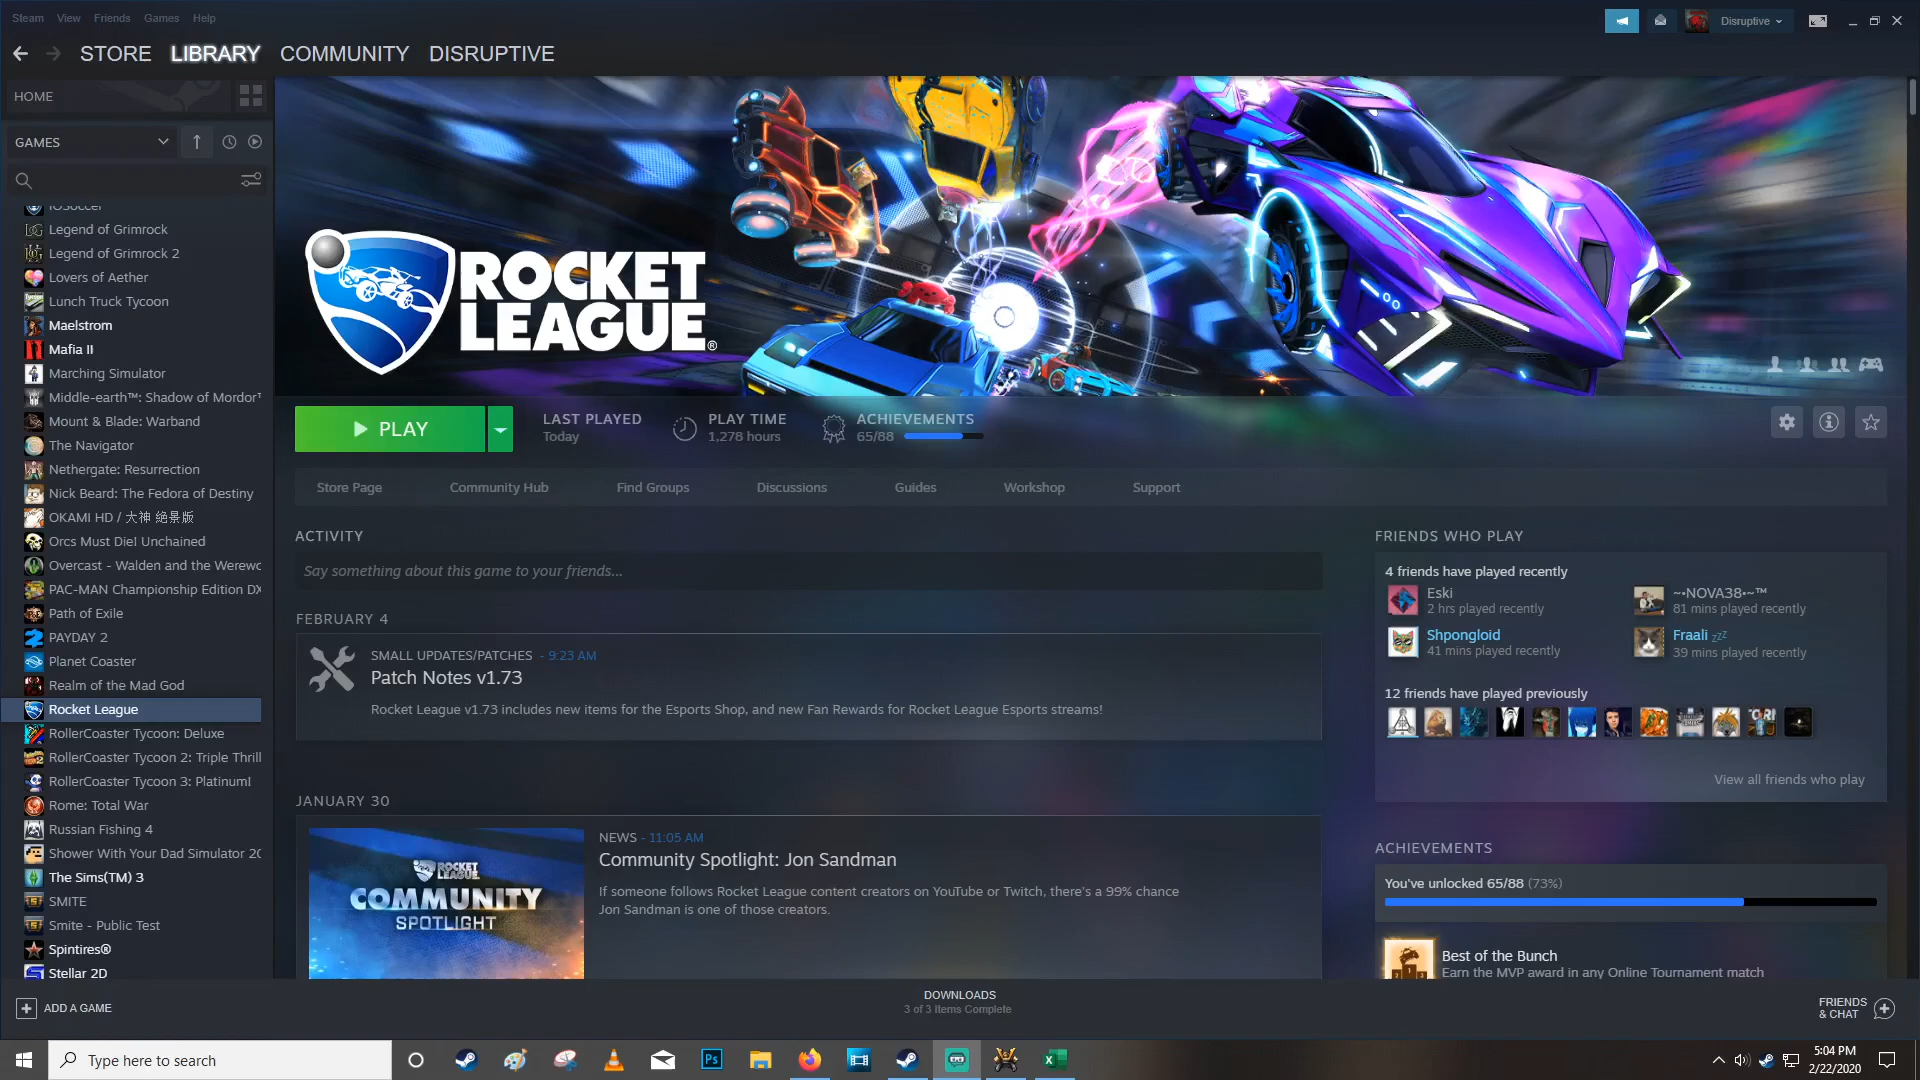 Steam View Friends Games Help
Disruptive
STORE LIBRARY COMMUNITY DISRUPTIVE
HOME
GAMES
IOSoccer
Legend of Grimrock
Legend of Grimrock 2
Lovers of Aether
Lunch Truck Tycoon
Maelstrom
Mafia II
Marching Simulator
Middle-earth™: Shadow of Mordor™
Mount & Blade: Warband
The Navigator
Nethergate: Resurrection
Nick Beard: The Fedora of Destiny
OKAMI HD / 大神 絶景版
Orcs Must Die! Unchained
Overcast - Walden and the Werewo
PAC-MAN Championship Edition DX
Path of Exile
PAYDAY 2
Planet Coaster
Realm of the Mad God
Rocket League
RollerCoaster Tycoon: Deluxe
RollerCoaster Tycoon 2: Triple Thrill
RollerCoaster Tycoon 3: Platinum!
Rome: Total War
Russian Fishing 4
Shower With Your Dad Simulator 20
The Sims(TM) 3
SMITE
Smite - Public Test
Spintires®
Stellar 2D
ADD A GAME
ROCKET
LEAGUE®
PLAY
LAST PLAYED
Today
PLAY TIME
1,278 hours
ACHIEVEMENTS
65/88
Store Page Community Hub Find Groups Discussions Guides Workshop Support
ACTIVITY
Say something about this game to your friends...
FEBRUARY 4
SMALL UPDATES/PATCHES - 9:23 AM
Patch Notes v1.73
Rocket League v1.73 includes new items for the Esports Shop, and new Fan Rewards for Rocket League Esports streams!
JANUARY 30
ROCKET
LEAGUE
COMMUNITY
SPOTLIGHT
NEWS - 11:05 AM
Community Spotlight: Jon Sandman
If someone follows Rocket League content creators on YouTube or Twitch, there's a 99% chance
Jon Sandman is one of those creators.
FRIENDS WHO PLAY
4 friends have played recently
Eski
2 hrs played recently
~•NOVA38•~™
81 mins played recently
Shpongloid
41 mins played recently
Fraali zzZ
39 mins played recently
12 friends have played previously
View all friends who play
ACHIEVEMENTS
You've unlocked 65/88 (73%)
Best of the Bunch
Earn the MVP award in any Online Tournament match
DOWNLOADS
3 of 3 Items Complete
FRIENDS
& CHAT
Type here to search
Ps
5:04 PM
2/22/2020